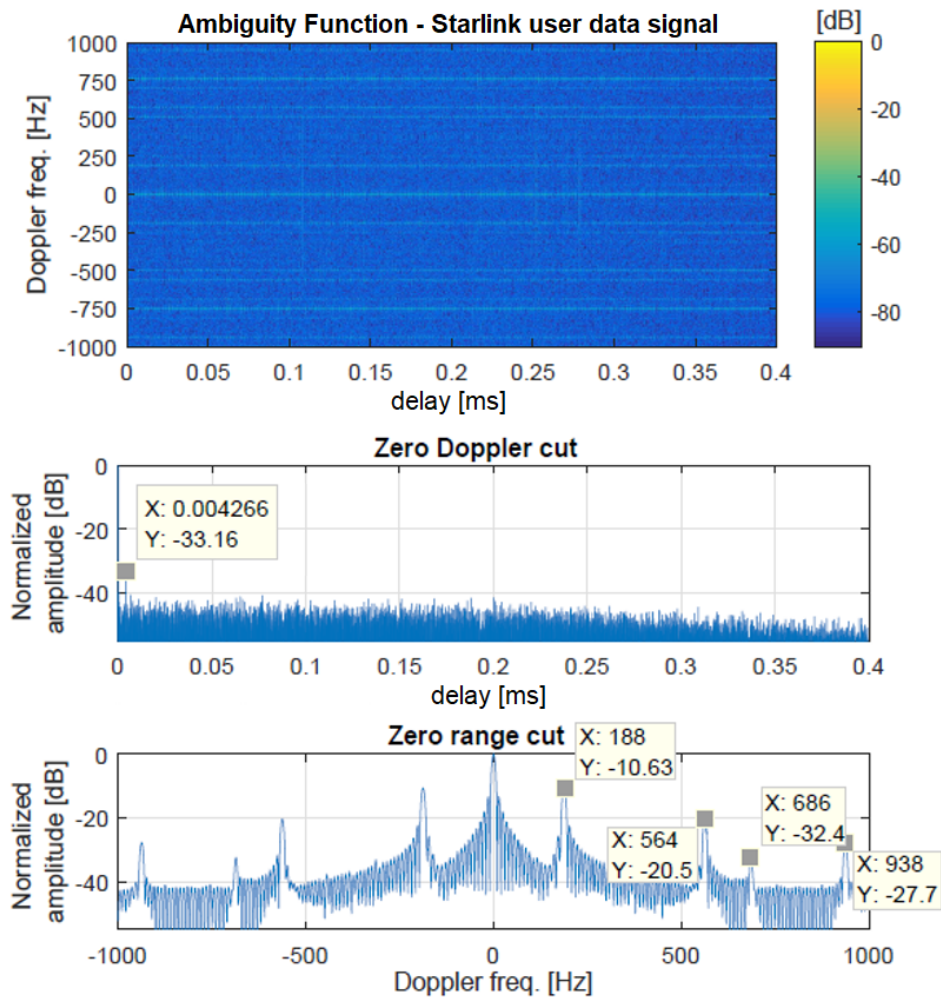 Ambiguity Function - Starlink user data signal
[dB]
Doppler freq. [Hz]
1000
750
500
250
0
-250
-500
-750
-1000
0 0.05 0.1 0.15 0.2 0.25 0.3 0.35 0.4
delay [ms]
0
-20
-40
-60
-80
Zero Doppler cut
Normalized
amplitude [dB]
0
-20
-40
X: 0.004266
Y: -33.16
0 0.05 0.1 0.15 0.2 0.25 0.3 0.35 0.4
delay [ms]
Zero range cut
Normalized
amplitude [dB]
0
-20
-40
X: 188
Y: -10.63
X: 564
Y: -20.5
X: 686
Y: -32.4
X: 938
Y: -27.7
-1000 -500 0 500 1000
Doppler freq. [Hz]